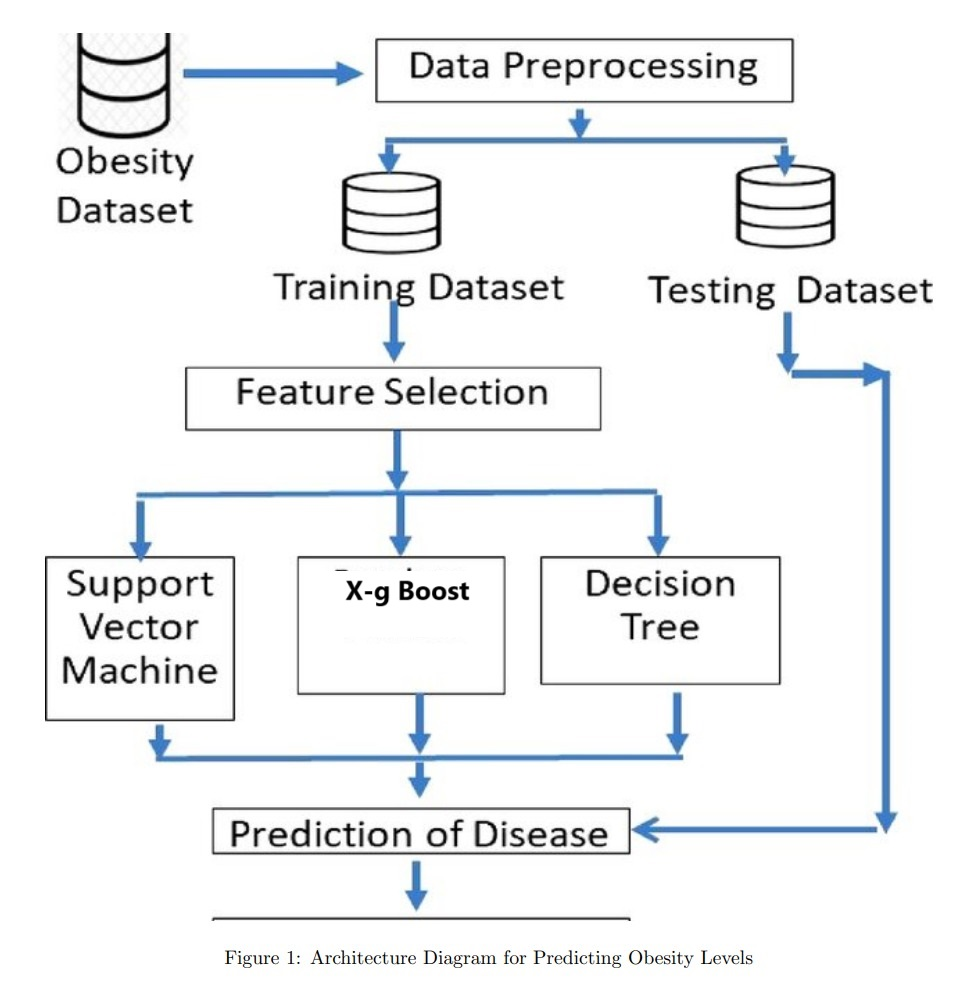 Data Preprocessing
Obesity
Dataset
Training Dataset
Testing Dataset
Feature Selection
Support
Vector
Machine
X-g Boost
Decision
Tree
Prediction of Disease
Figure 1: Architecture Diagram for Predicting Obesity Levels